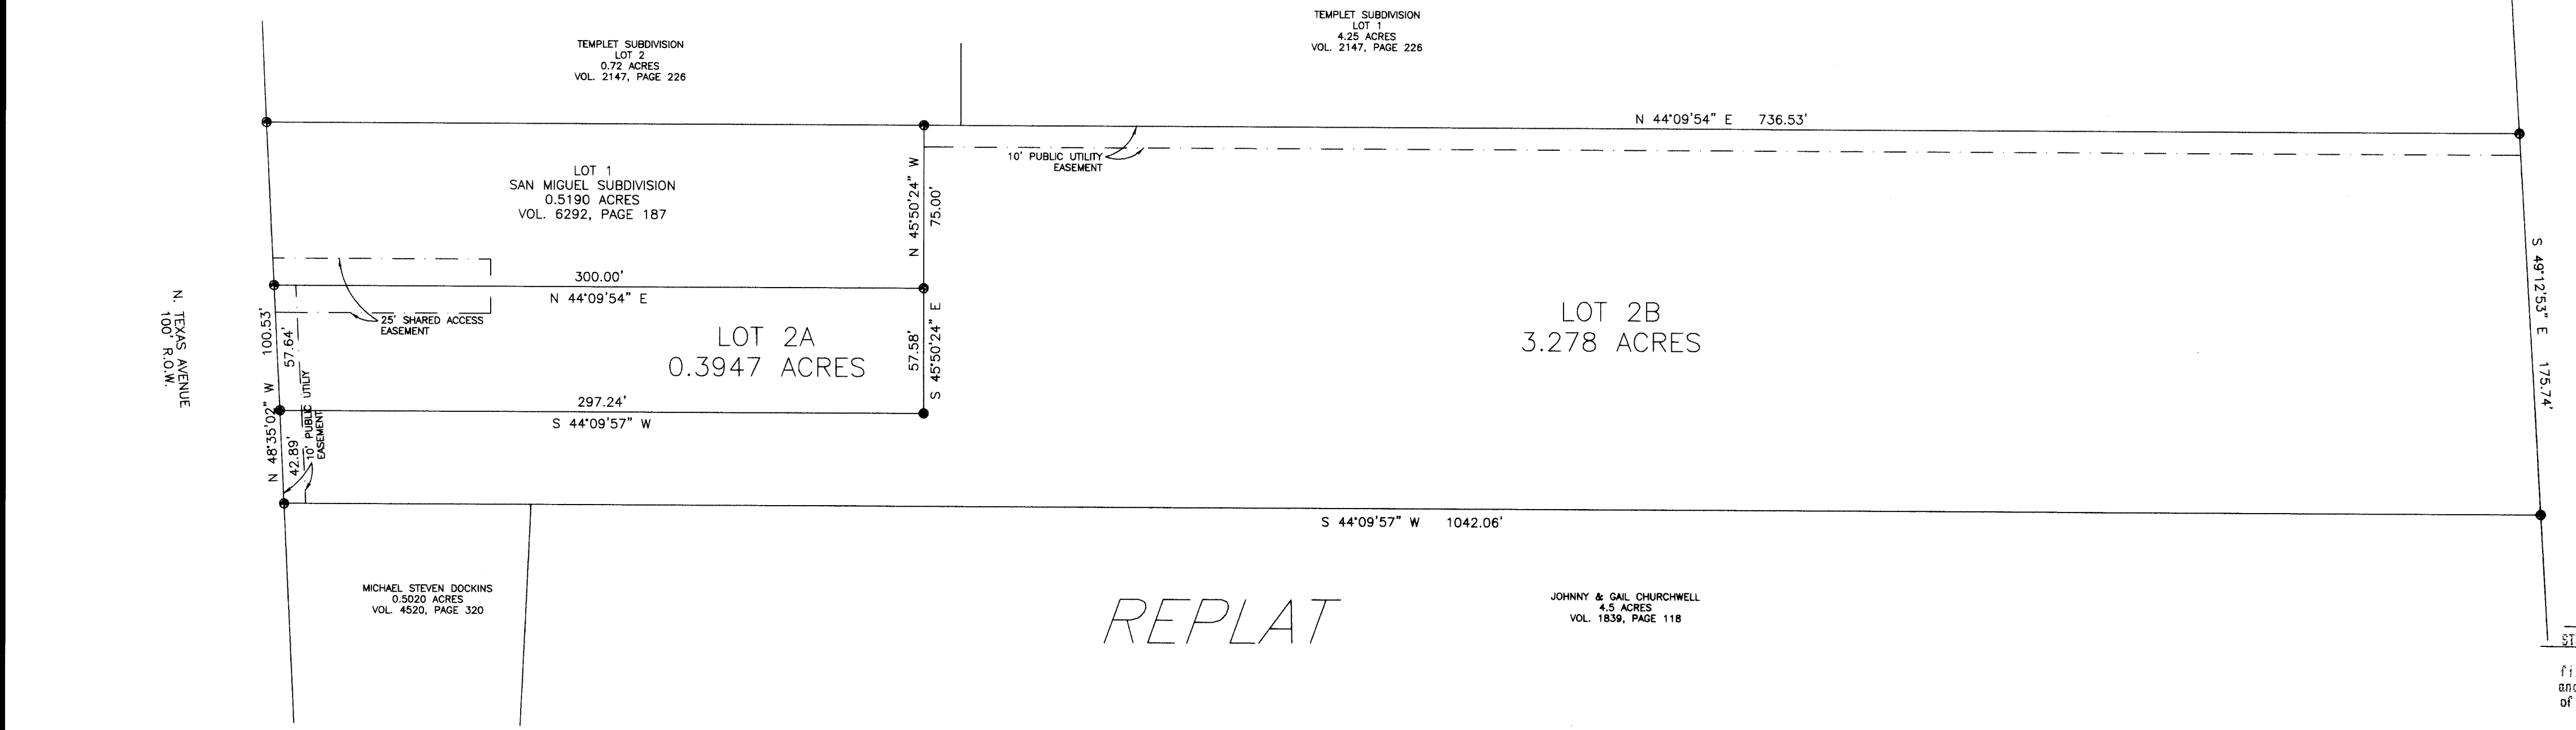 TEMPLET SUBDIVISION
LOT 2
0.72 ACRES
VOL. 2147, PAGE 226
TEMPLET SUBDIVISION
LOT 1
4.25 ACRES
VOL. 2147, PAGE 226
N 44°09'54" E 736.53'
10' PUBLIC UTILITY
EASEMENT
LOT 1
SAN MIGUEL SUBDIVISION
0.5190 ACRES
VOL. 6292, PAGE 187
N 45°50'24" W
75.00'
300.00'
N 44°09'54" E
25' SHARED ACCESS
EASEMENT
N. TEXAS AVENUE
100' R.O.W.
N 48°35'02" W 100.53'
57.64'
42.89'
10' PUBLIC UTILIY
EASEMENT
LOT 2A
0.3947 ACRES
57.58'
S 45°50'24" E
297.24'
S 44°09'57" W
LOT 2B
3.278 ACRES
S 49°12'53" E 175.74'
S 44°09'57" W 1042.06'
MICHAEL STEVEN DOCKINS
0.5020 ACRES
VOL. 4520, PAGE 320
REPLAT
JOHNNY & GAIL CHURCHWELL
4.5 ACRES
VOL. 1839, PAGE 118
of